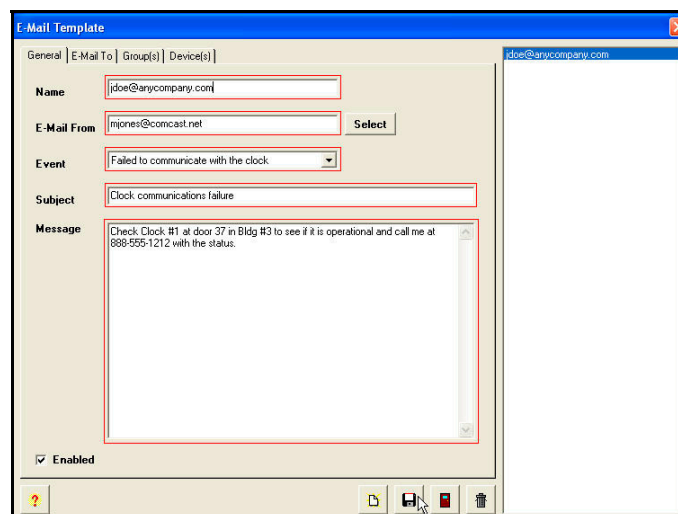 E-Mail Template
General E-Mail To Group(s) Device(s)
Name jdoe@anycompany.com
E-Mail From mjones@comcast.net Select
Event Failed to communicate with the clock
Subject Clock communications failure
Message Check Clock #1 at door 37 in Bldg #3 to see if it is operational and call me at
888-555-1212 with the status.
Enabled
?
jdoe@anycompany.com